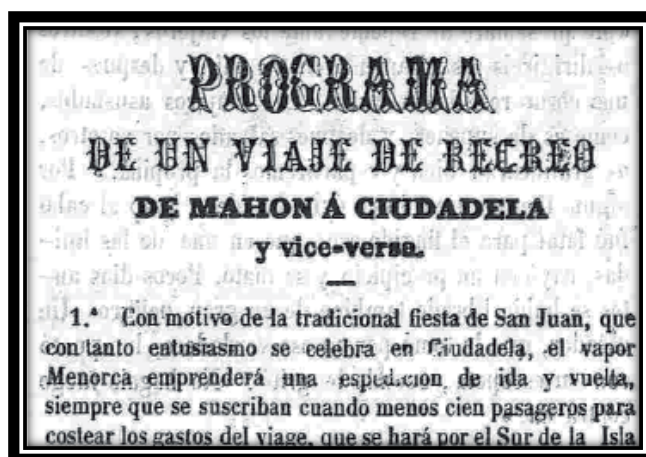 PROGRAMA
DE UN VIAJE DE RECREO
DE MAHON Á CIUDADELA
y vice-versa.
1.ª Con motivo de la tradicional fiesta de San Juan, que
con tanto entusiasmo se celebra en Ciudadela, el vapor
Menorca emprenderá una espedicion de ida y vuelta,
siempre que se suscriban cuando menos cien pasageros para
costear los gastos del viage, que se hará por el Sur de la Isla